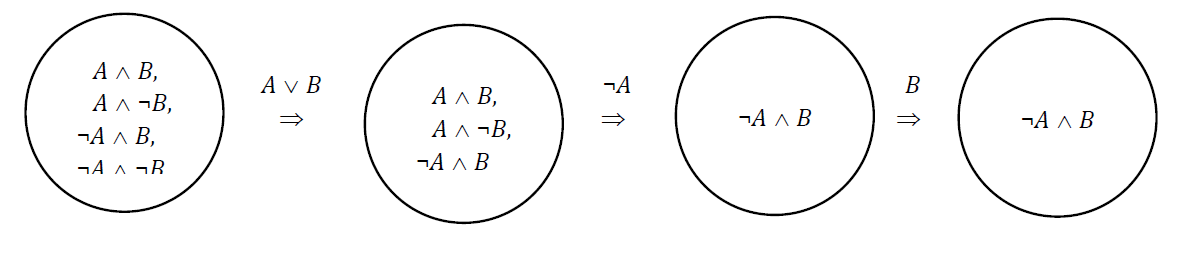 A ∧ B,
A ∧ ¬B,
¬A ∧ B,
¬A ∧ ¬B
A ∨ B
⇒
A ∧ B,
A ∧ ¬B,
¬A ∧ B
¬A
⇒
¬A ∧ B
B
⇒
¬A ∧ B